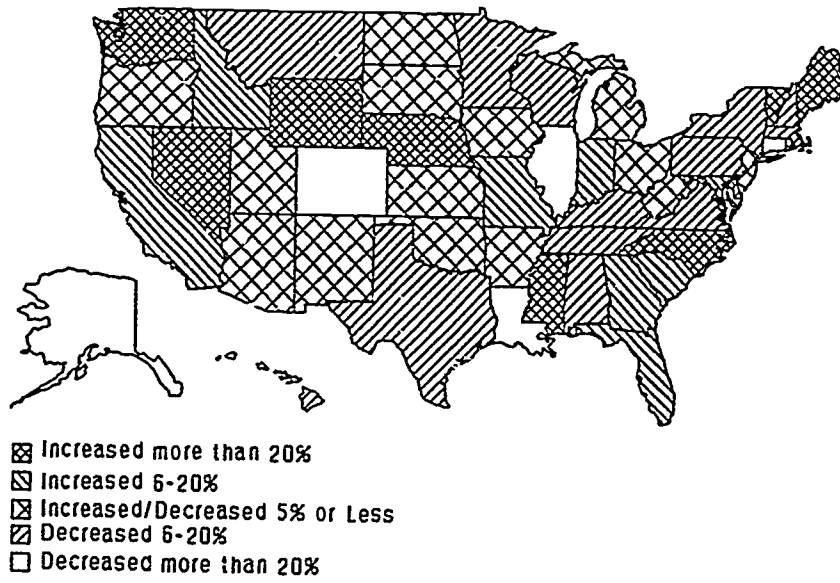 Increased more than 20%
Increased 6-20%
Increased/Decreased 5% or Less
Decreased 6-20%
Decreased more than 20%